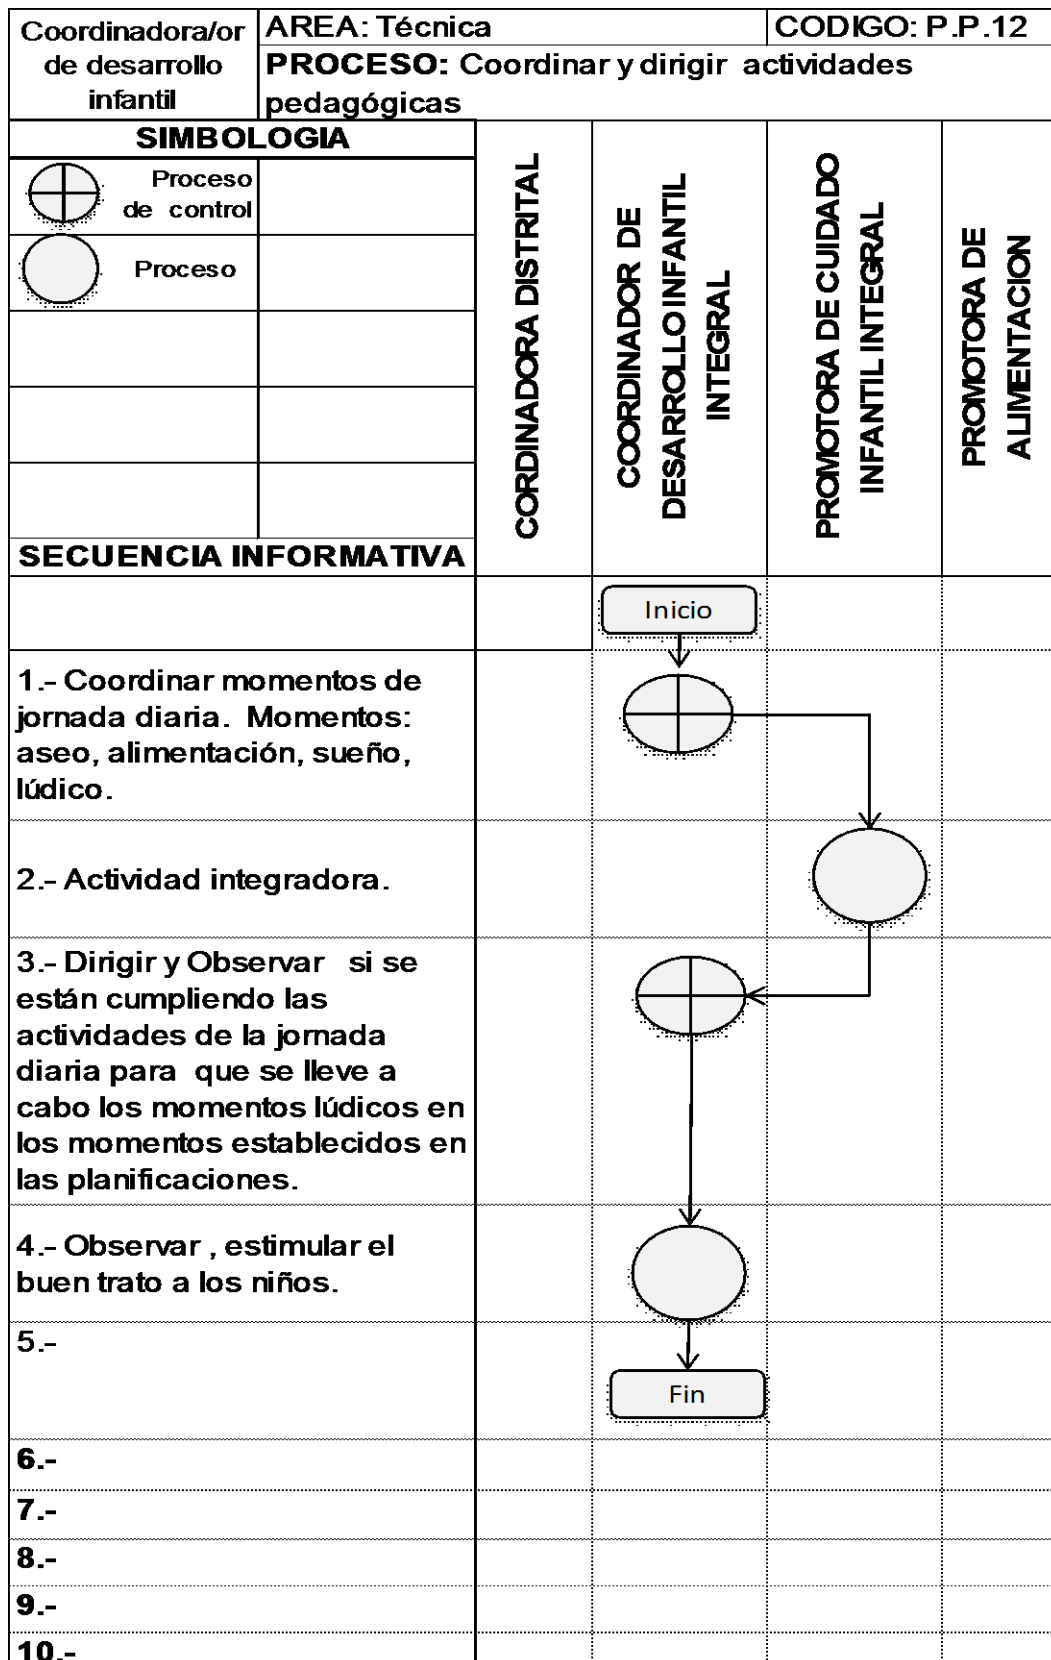 Coordinadora/or
de desarrollo
infantil
AREA: Técnica
CODIGO: P.P.12
PROCESO: Coordinar y dirigir actividades
pedagógicas
SIMBOLOGIA
Proceso
de control
Proceso
CORDINADORA DISTRITAL
COORDINADOR DE
DESARROLLO INFANTIL
INTEGRAL
PROMOTORA DE CUIDADO
INFANTIL INTEGRAL
PROMOTORA DE
ALIMENTACION
SECUENCIA INFORMATIVA
Inicio
1.- Coordinar momentos de
jornada diaria. Momentos:
aseo, alimentación, sueño,
lúdico.
2.- Actividad integradora.
3.- Dirigir y Observar si se
están cumpliendo las
actividades de la jornada
diaria para que se lleve a
cabo los momentos lúdicos en
los momentos establecidos en
las planificaciones.
4.- Observar , estimular el
buen trato a los niños.
5.-
Fin
6.-
7.-
8.-
9.-
10.-